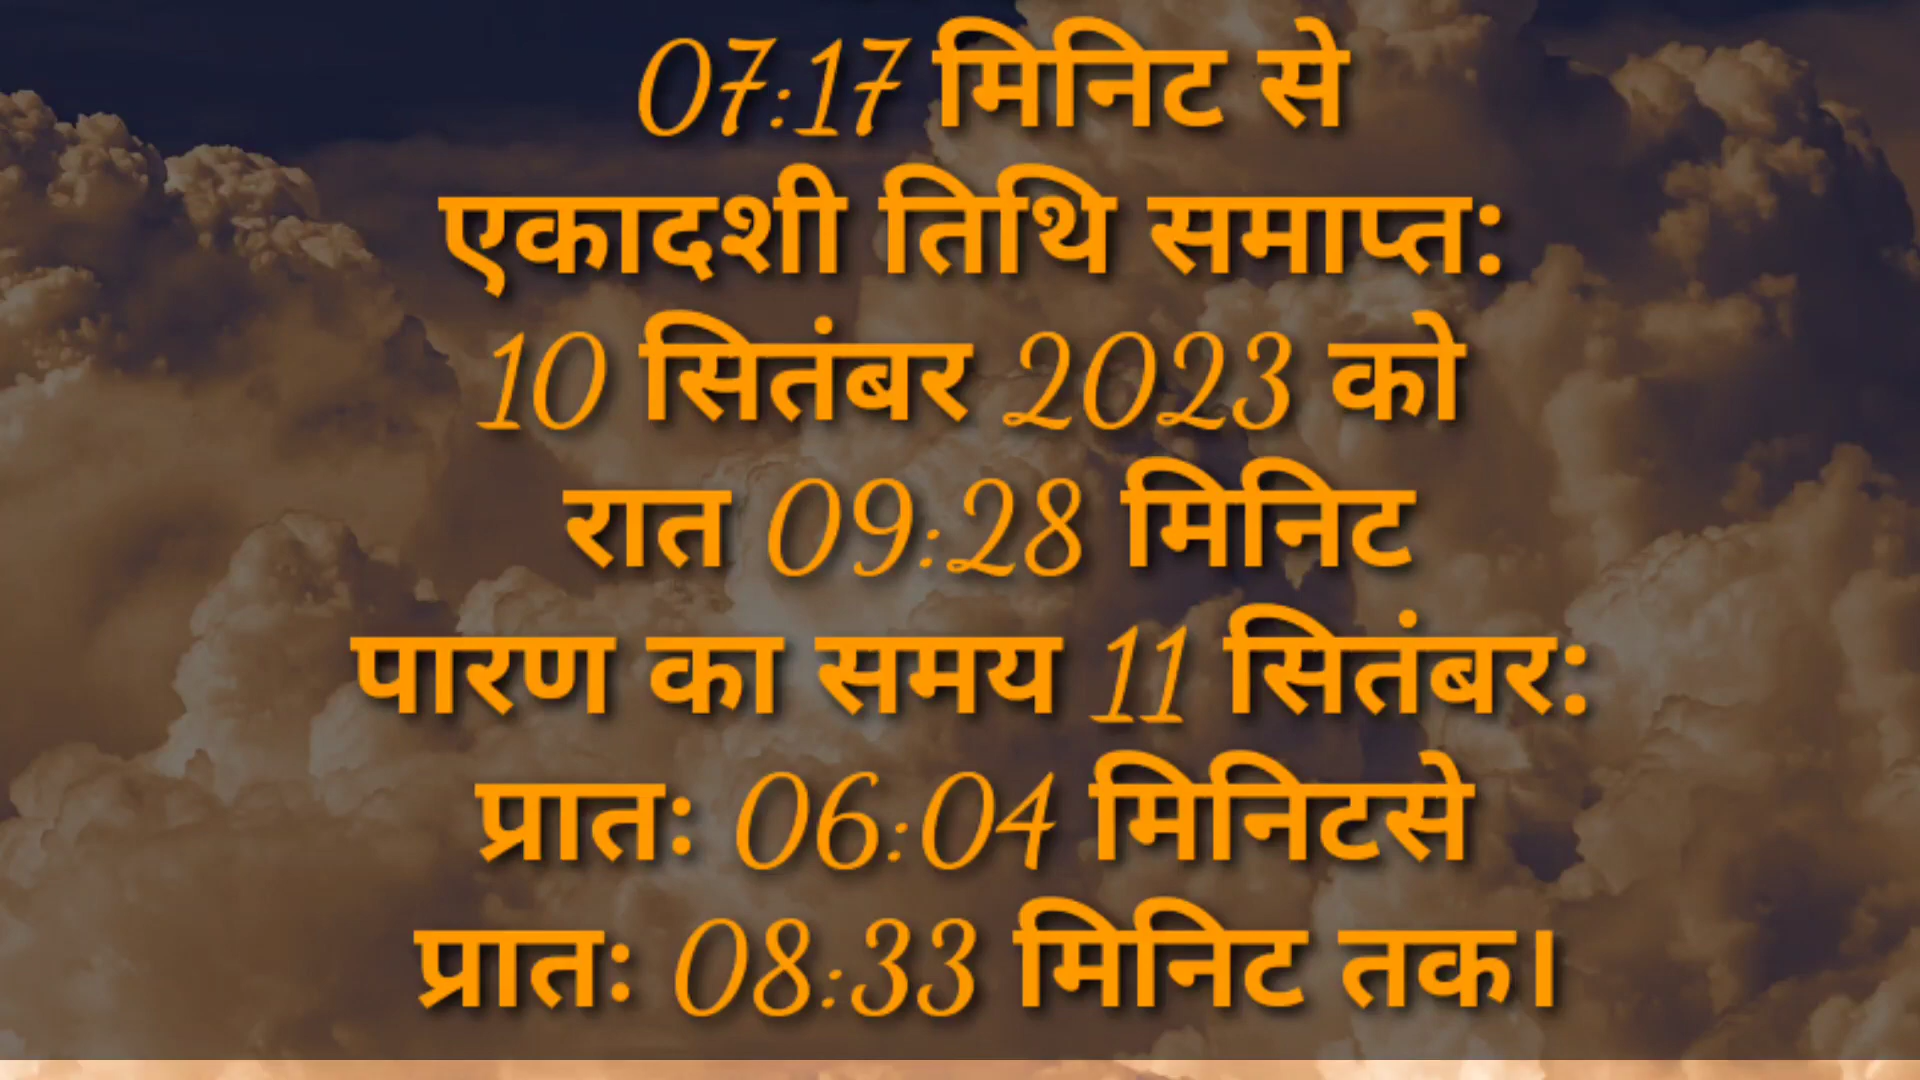 07:17 मिनिट से
एकादशी तिथि समाप्त:
10 सितंबर 2023 को
रात 09:28 मिनिट
पारण का समय 11 सितंबर:
प्रातः 06:04 मिनिटसे
प्रातः 08:33 मिनिट तक।